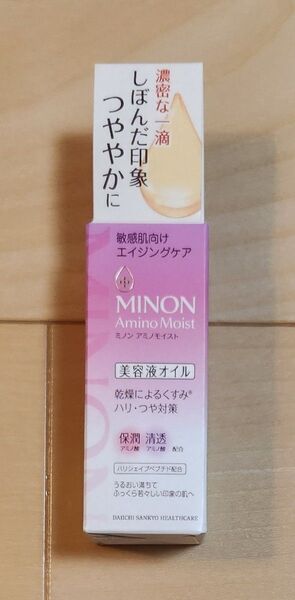 濃密な一滴
しぼんだ印象
つややかに
敏感肌向け
エイジングケア
MINON
Amino Moist
ミノン アミノモイスト
美容液オイル
乾燥によるくすみ※
ハリ・つや対策
保潤 清透
アミノ酸 アミノ酸 配合
ハリシェイプペプチド配合
うるおい満ちて
ふっくら若々しい印象の肌へ
DAIICHI SANKYO HEALTHCARE
MINON